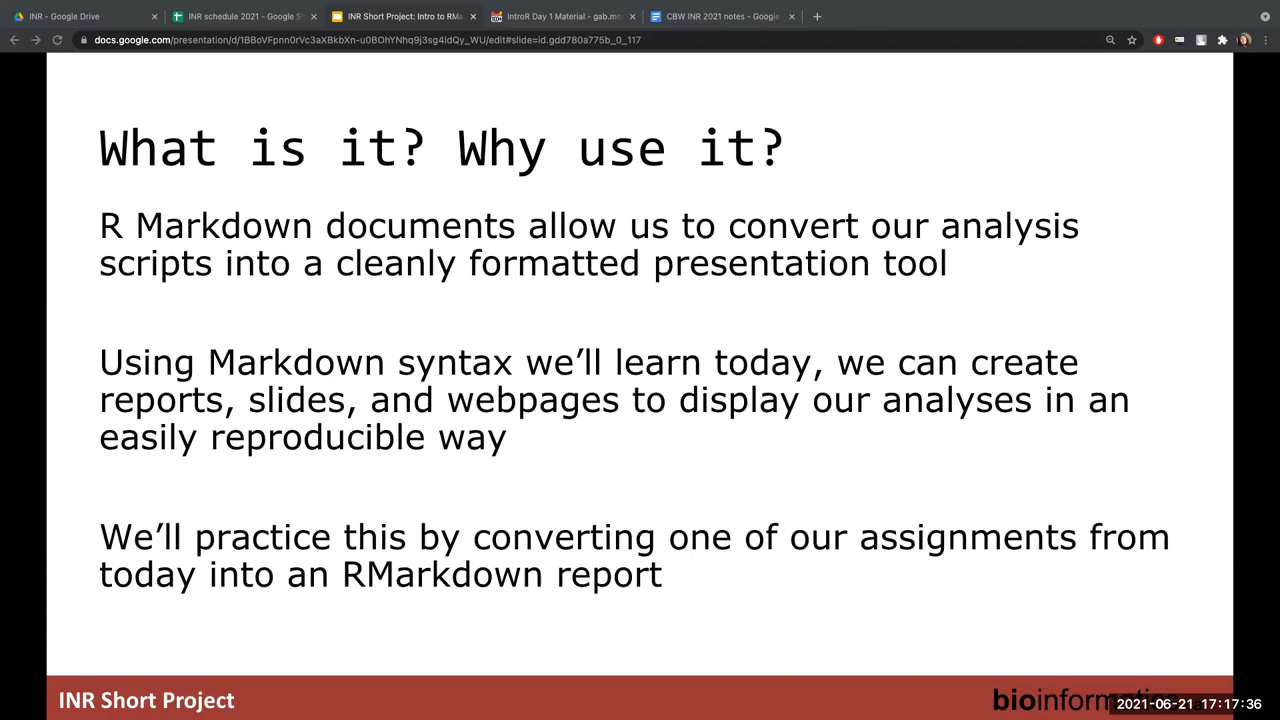 INR - Google Drive
INR schedule 2021 - Google S
INR Short Project: Intro to RMa
IntroR Day 1 Material - gab.mo
CBW INR 2021 notes - Google
docs.google.com/presentation/d/1BBoVFpnn0rVc3aXBkbXn-u0BOhYNhq9j3sg4ldQy_WU/edit#slide=id.gdd780a775b_0_117
What is it? Why use it?
R Markdown documents allow us to convert our analysis
scripts into a cleanly formatted presentation tool
Using Markdown syntax we’ll learn today, we can create
reports, slides, and webpages to display our analyses in an
easily reproducible way
We’ll practice this by converting one of our assignments from
today into an RMarkdown report
INR Short Project
bioinformatics
2021-06-21 17:17:36